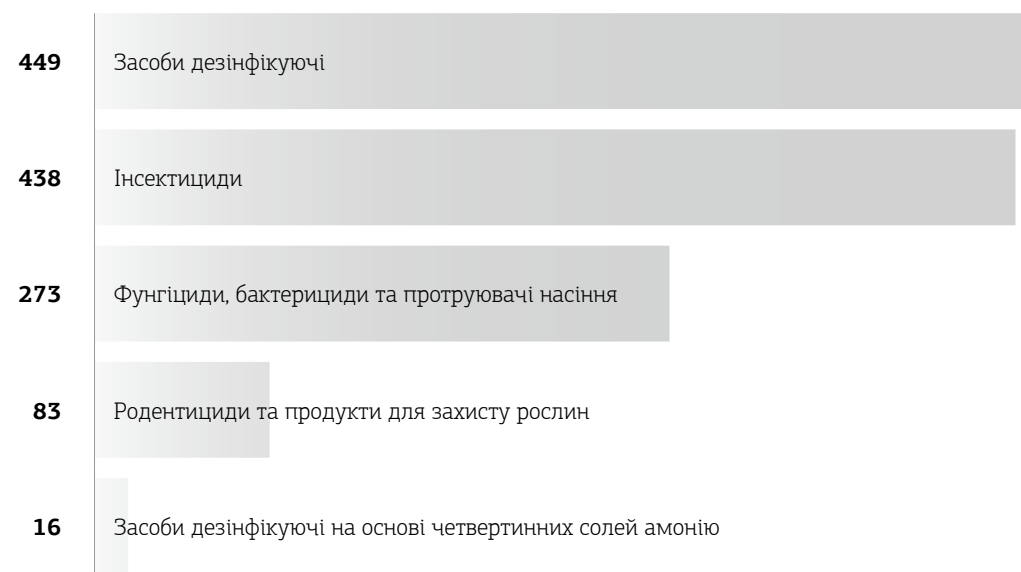 449 Засоби дезінфікуючі
438 Інсектициди
273 Фунгіциди, бактерициди та протруювачі насіння
83 Родентициди та продукти для захисту рослин
16 Засоби дезінфікуючі на основі четвертинних солей амонію